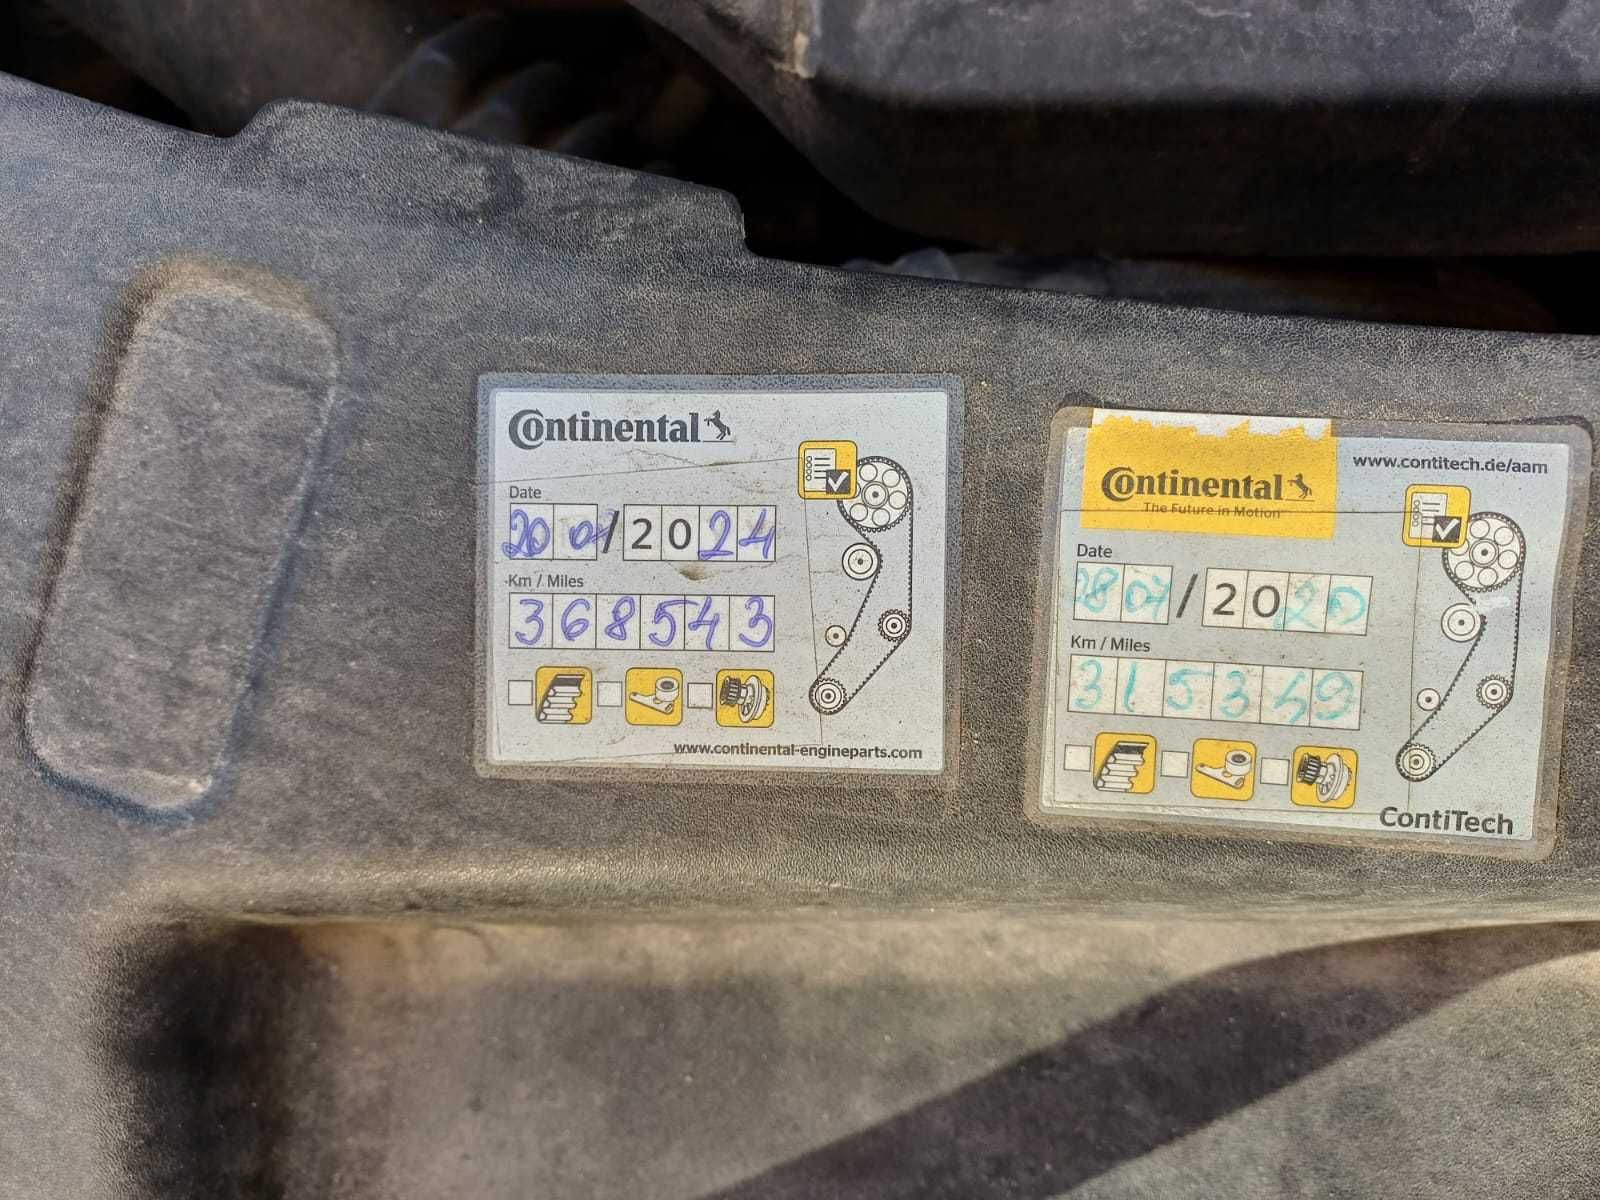 Continental
Date
20 07/2024
Km / Miles
368543
www.continental-engineparts.com
www.contitech.de/aam
Continental
The Future in Motion
Date
28 07/2020
Km / Miles
315349
ContiTech